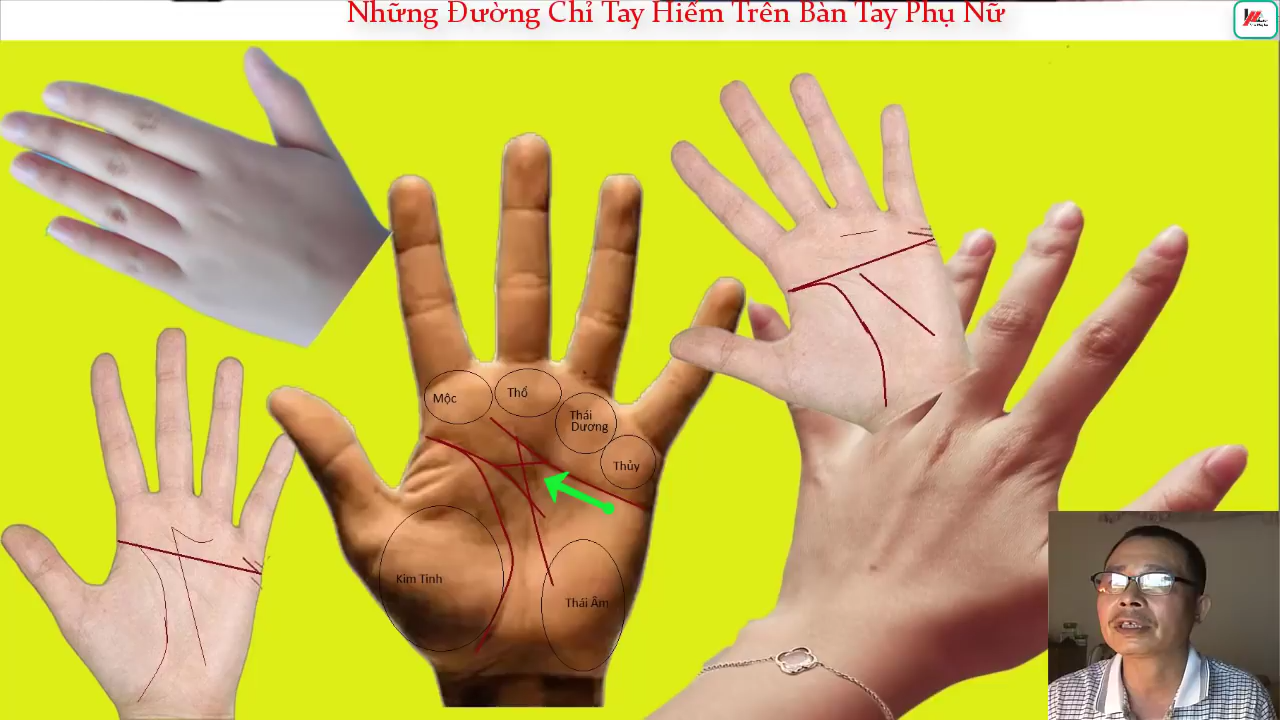 Những Đường Chỉ Tay Hiếm Trên Bàn Tay Phụ Nữ
Mộc
Thổ
Thái
Dương
Thủy
Kim Tinh
Thái Âm